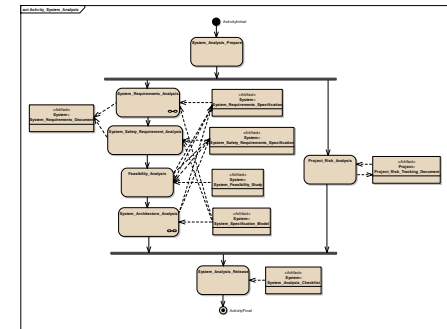 act Activity_System_Analysis
ActivityInitial
System_Analysis_Prepare
System_Requirements_Analysis
«Artifact»
System::
System_Requirements_Specification
«Artifact»
System::
System_Requirements_Document
System_Safety_Requirement_Analysis
«Artifact»
System::
System_Safety_Requirements_Specification
Project_Risk_Analysis
«Artifact»
Project::
Project_Risk_Tracking_Document
Feasibility_Analysis
«Artifact»
System::
System_Feasibility_Study
System_Architecture_Analysis
«Artifact»
System::
System_Specification_Model
System_Analysis_Release
«Artifact»
System::
System_Analysis_Checklist
ActivityFinal